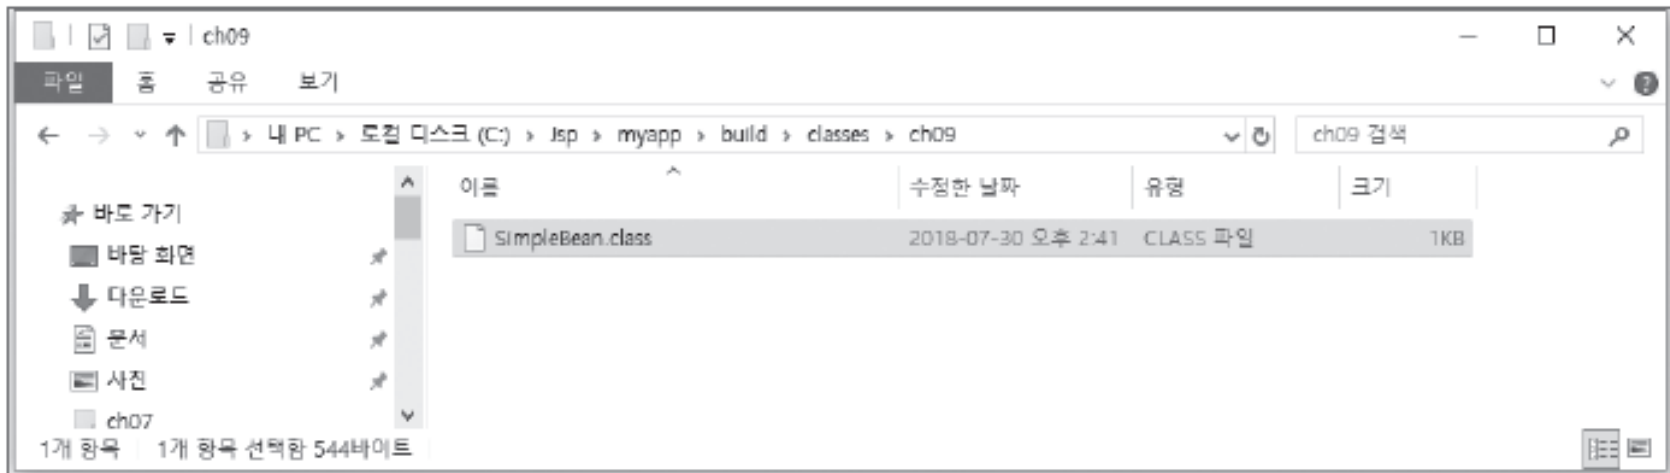 ch09
파일 홈 공유 보기
내 PC > 로컬 디스크 (C:) > Jsp > myapp > build > classes > ch09
ch09 검색
이름 수정한 날짜 유형 크기
바로 가기
SimpleBean.class 2018-07-30 오후 2:41 CLASS 파일 1KB
바탕 화면
다운로드
문서
사진
ch07
1개 항목 1개 항목 선택함 544바이트